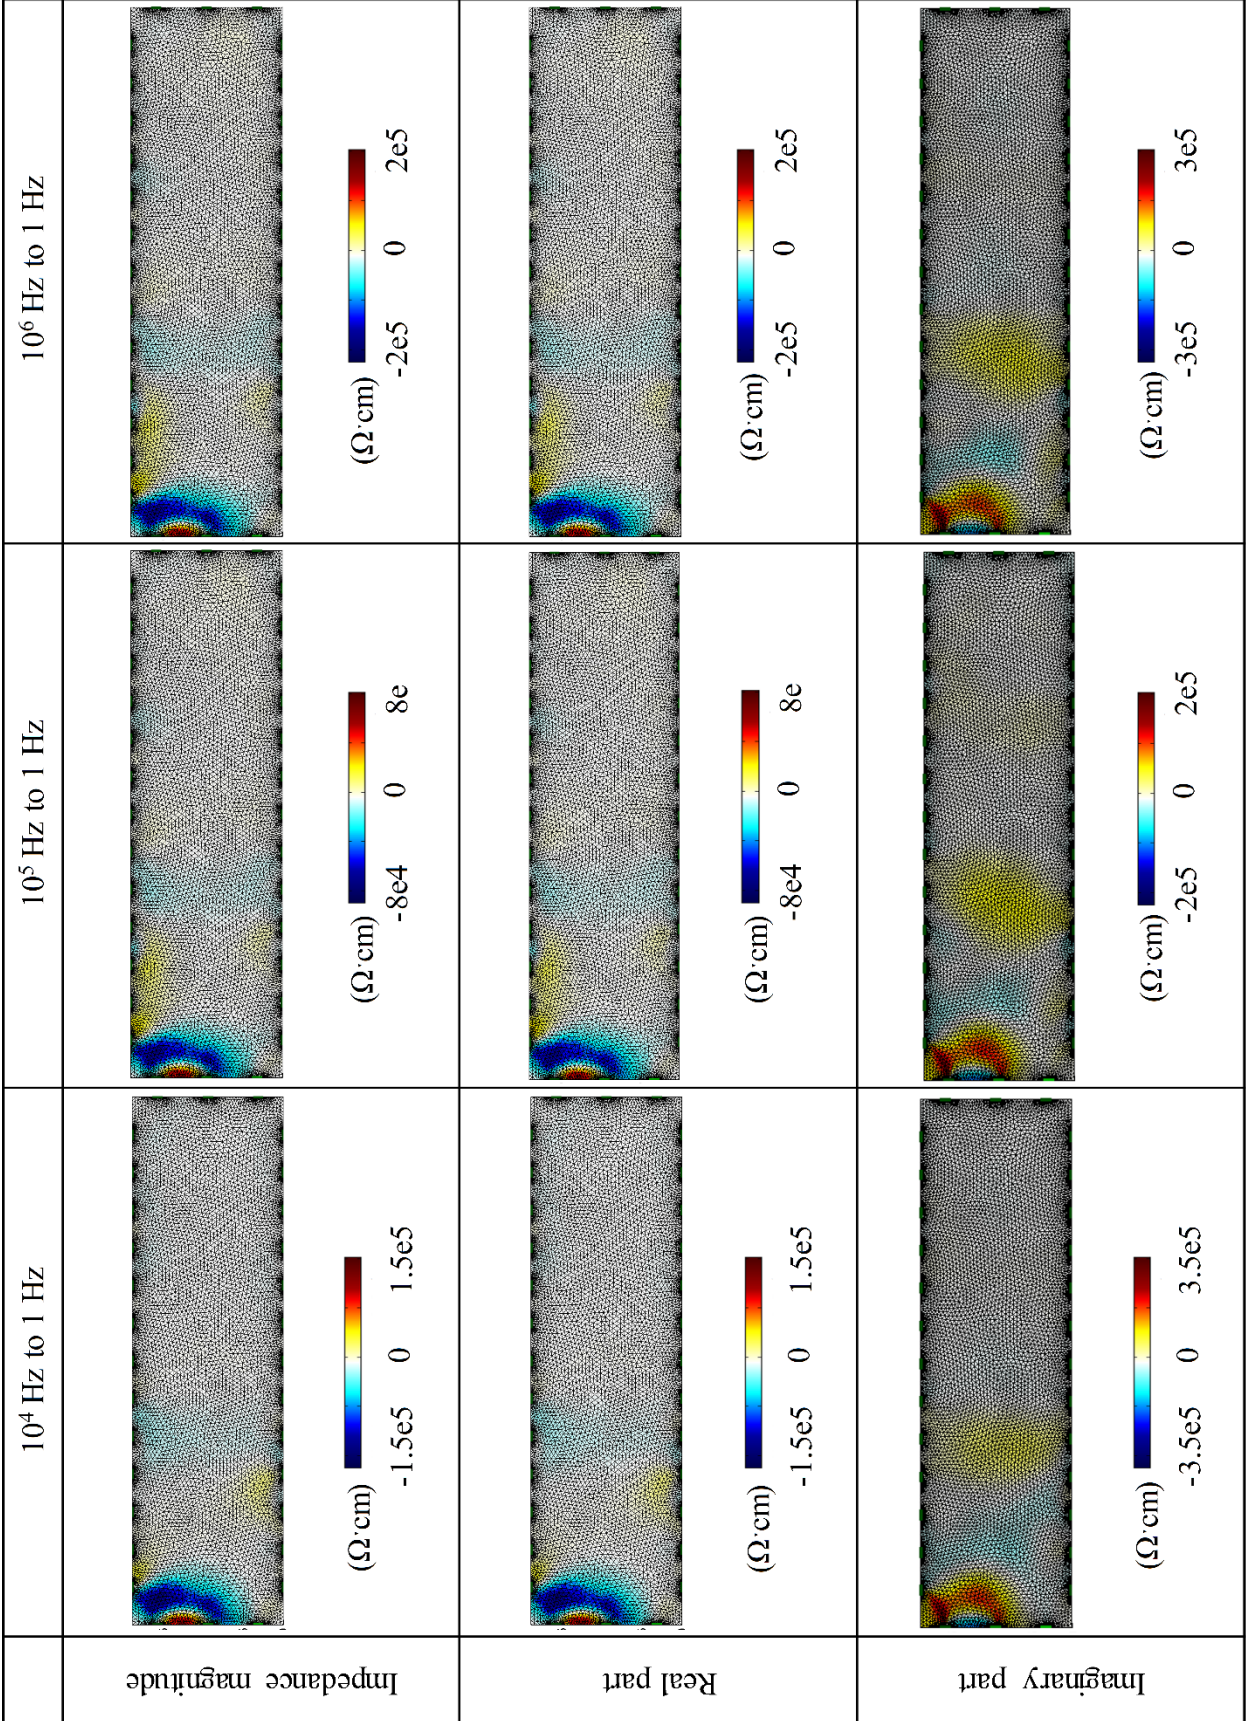 10⁴ Hz to 1 Hz
10⁵ Hz to 1 Hz
10⁶ Hz to 1 Hz
Impedance magnitude
(Ω·cm)
-1.5e5 0 1.5e5
(Ω·cm)
-8e4 0 8e
(Ω·cm)
-2e5 0 2e5
Real part
(Ω·cm)
-1.5e5 0 1.5e5
(Ω·cm)
-8e4 0 8e
(Ω·cm)
-2e5 0 2e5
Imaginary part
(Ω·cm)
-3.5e5 0 3.5e5
(Ω·cm)
-2e5 0 2e5
(Ω·cm)
-3e5 0 3e5